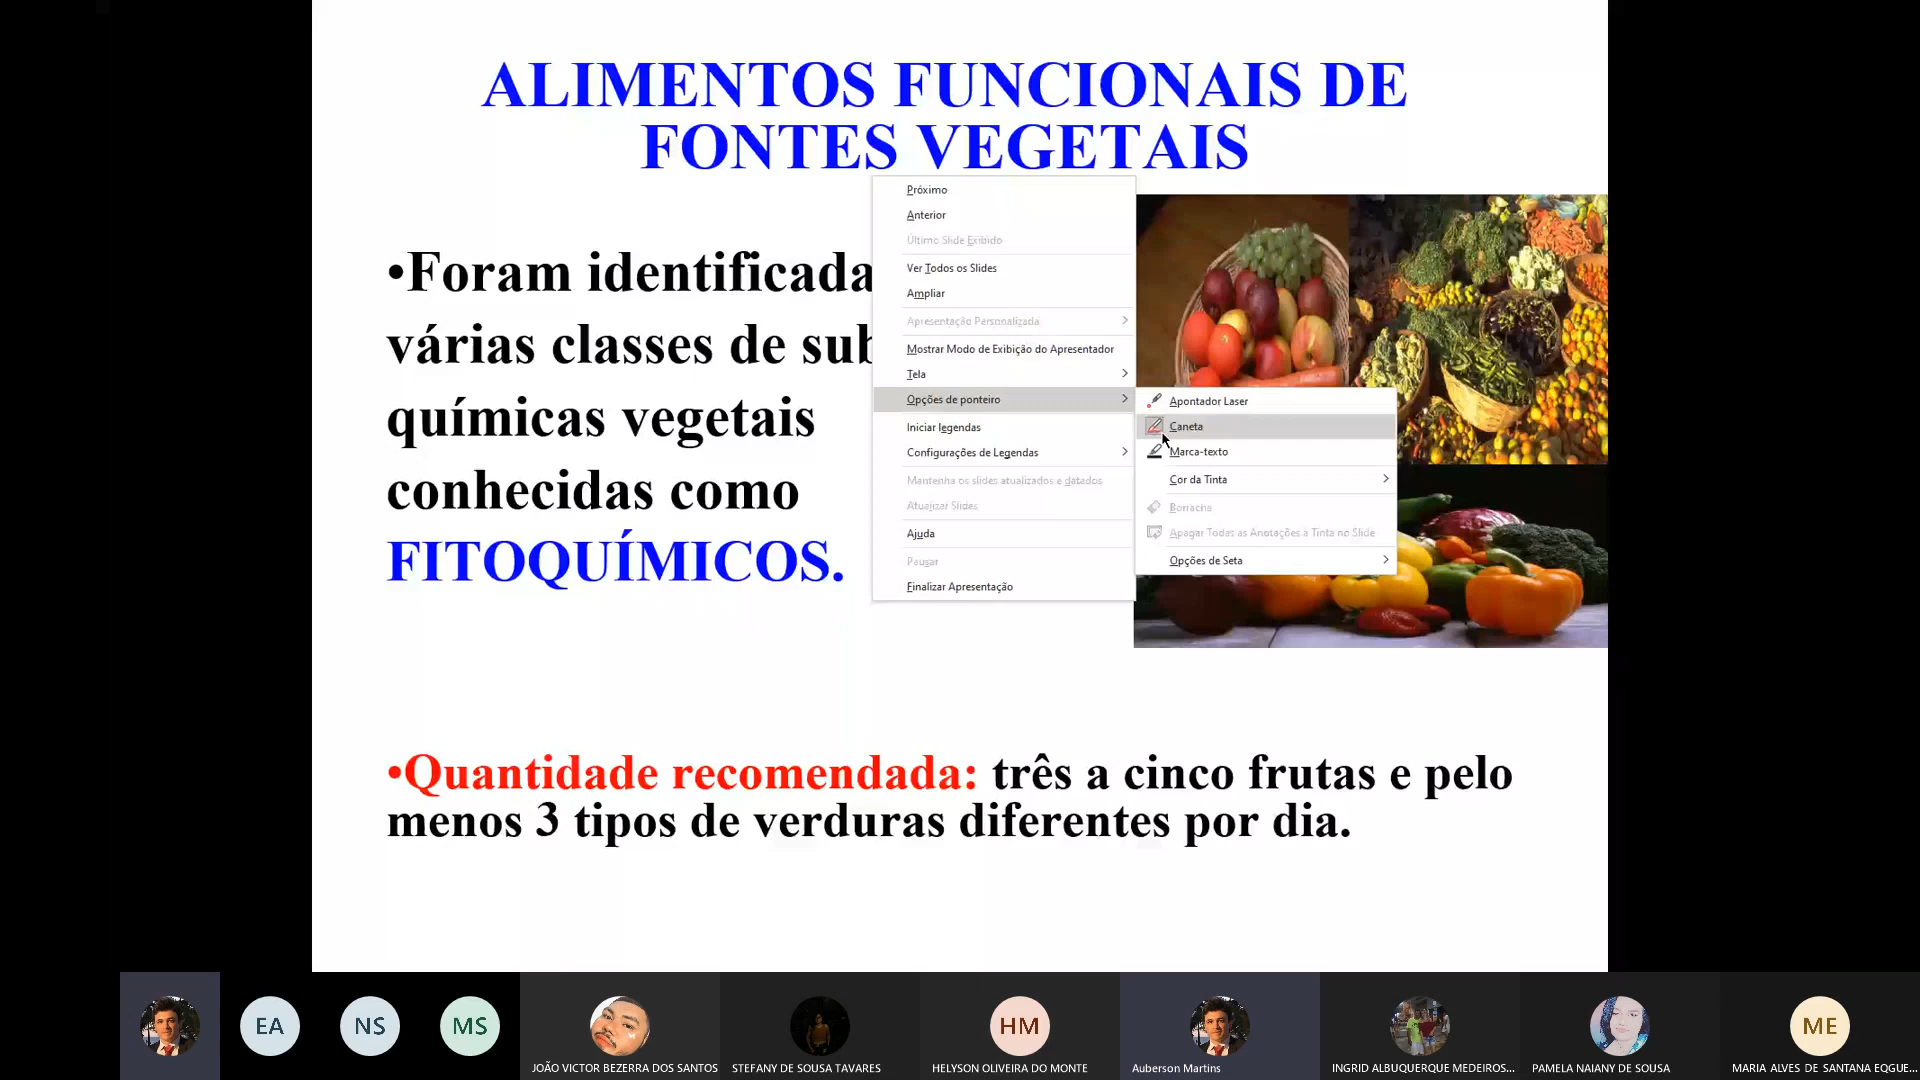 ALIMENTOS FUNCIONAIS DE
FONTES VEGETAIS
•Foram identificada
várias classes de sub
químicas vegetais
conhecidas como
FITOQUÍMICOS.
Próximo
Anterior
Último Slide Exibido
Ver Todos os Slides
Ampliar
Apresentação Personalizada
Mostrar Modo de Exibição do Apresentador
Tela
Opções de ponteiro
Iniciar legendas
Configurações de Legendas
Mantenha os slides atualizados e datados
Atualizar Slides
Ajuda
Pausar
Finalizar Apresentação
Apontador Laser
Caneta
Marca-texto
Cor da Tinta
Borracha
Apagar Todas as Anotações à Tinta no Slide
Opções de Seta
•Quantidade recomendada: três a cinco frutas e pelo
menos 3 tipos de verduras diferentes por dia.
EA
NS
MS
HM
ME
JOÃO VICTOR BEZERRA DOS SANTOS
STEFANY DE SOUSA TAVARES
HELYSON OLIVEIRA DO MONTE
Auberson Martins
INGRID ALBUQUERQUE MEDEIROS...
PAMELA NAIANY DE SOUSA
MARIA ALVES DE SANTANA EQGUE...